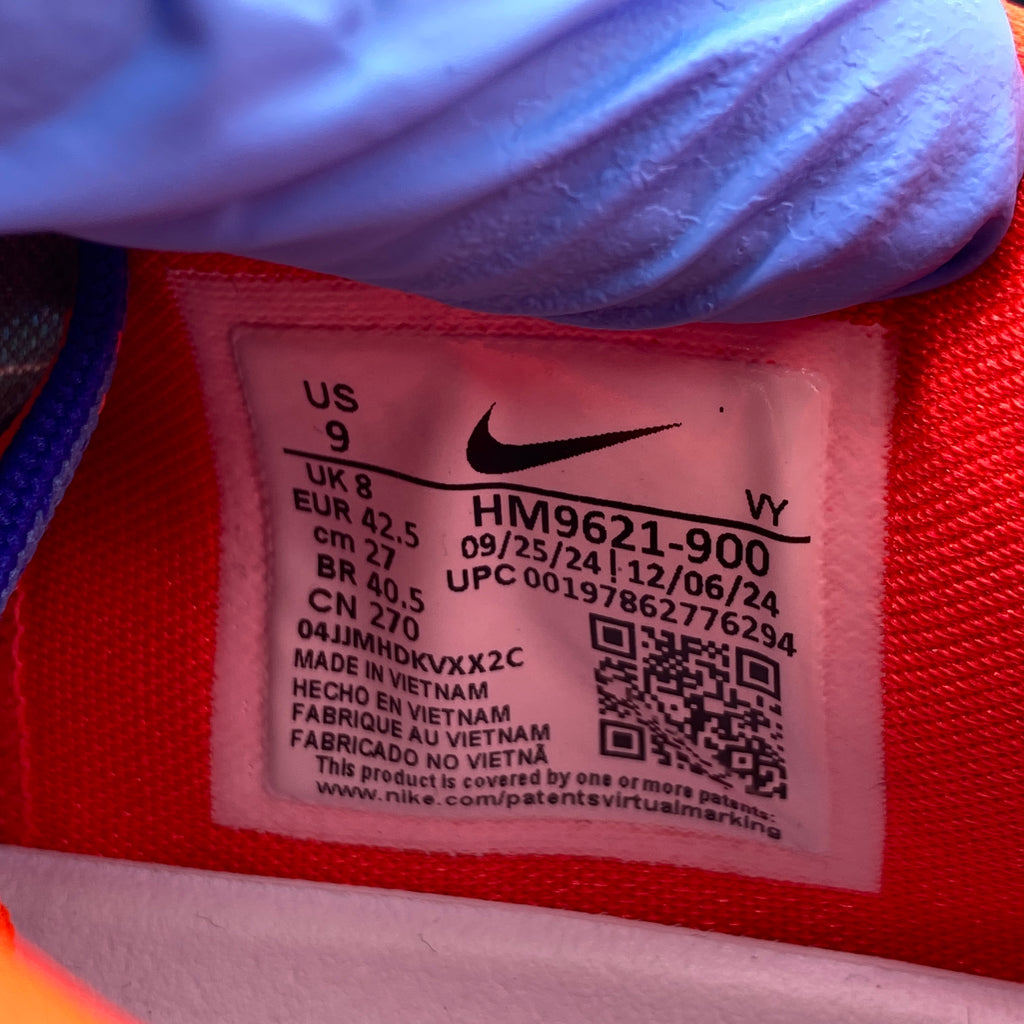 US
9
VY
UK 8
EUR 42.5
cm 27
BR 40.5
CN 270
HM9621-900
09/25/24 | 12/06/24
UPC 00197862776294
04JJMHDKVXX2C
MADE IN VIETNAM
HECHO EN VIETNAM
FABRIQUE AU VIETNAM
FABRICADO NO VIETNÃ
This product is covered by one or more patents:
www.nike.com/patentsvirtualmarking